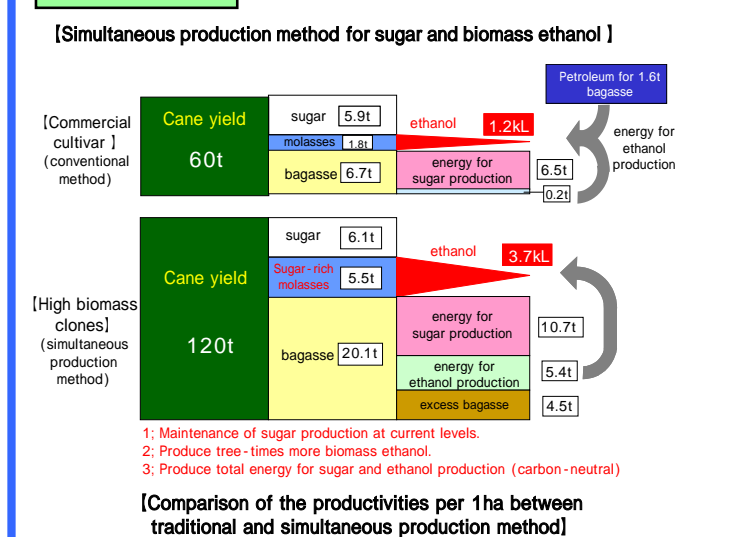 【Simultaneous production method for sugar and biomass ethanol 】
Petroleum for 1.6t
bagasse
【Commercial
cultivar 】
(conventional
method)
Cane yield
60t
sugar 5.9t
molasses 1.8t
bagasse 6.7t
ethanol 1.2kL
energy for
sugar production
6.5t
0.2t
energy for
ethanol
production
【High biomass
clones】
(simultaneous
production
method)
Cane yield
120t
sugar 6.1t
Sugar-rich
molasses
5.5t
bagasse 20.1t
ethanol 3.7kL
energy for
sugar production
10.7t
energy for
ethanol production
5.4t
excess bagasse 4.5t
1; Maintenance of sugar production at current levels.
2; Produce tree-times more biomass ethanol.
3; Produce total energy for sugar and ethanol production (carbon-neutral)
【Comparison of the productivities per 1ha between
traditional and simultaneous production method】